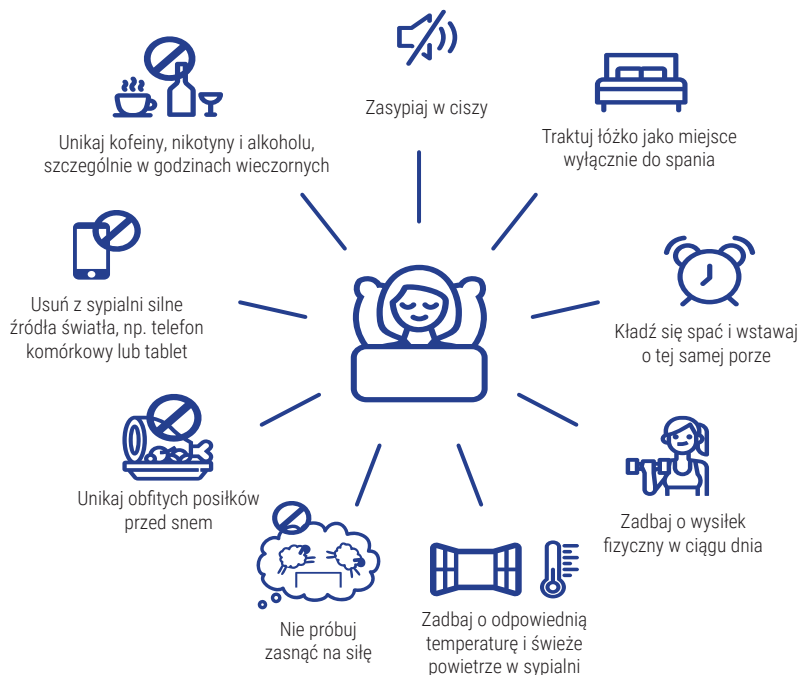 Zasypiaj w ciszy
Traktuj łóżko jako miejsce
wyłącznie do spania
Kładź się spać i wstawaj
o tej samej porze
Zadbaj o wysiłek
fizyczny w ciągu dnia
Zadbaj o odpowiednią
temperaturę i świeże
powietrze w sypialni
Nie próbuj
zasnąć na siłę
Unikaj obfitych posiłków
przed snem
Usuń z sypialni silne
źródła światła, np. telefon
komórkowy lub tablet
Unikaj kofeiny, nikotyny i alkoholu,
szczególnie w godzinach wieczornych